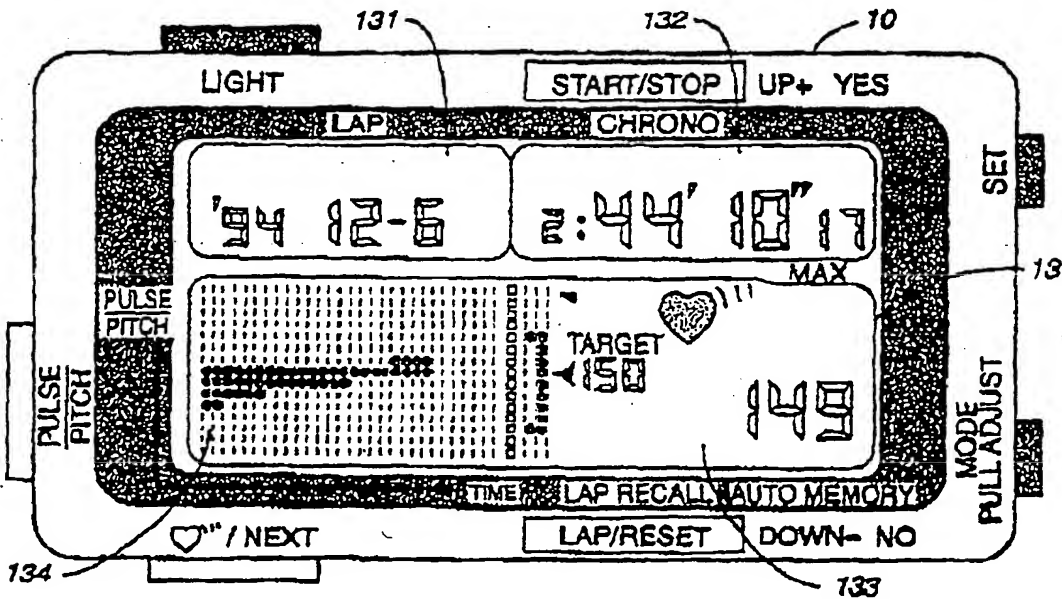 131 132 10
LIGHT START/STOP UP+ YES
LAP CHRONO
SET
'94 12-6 2:44' 10" 17
MAX
13
PULSE
PITCH
TARGET
150
149
PULSE
PITCH
MODE
PULL ADJUST
TIME LAP RECALL AUTO MEMORY
♡''' / NEXT LAP/RESET DOWN- NO
134 133